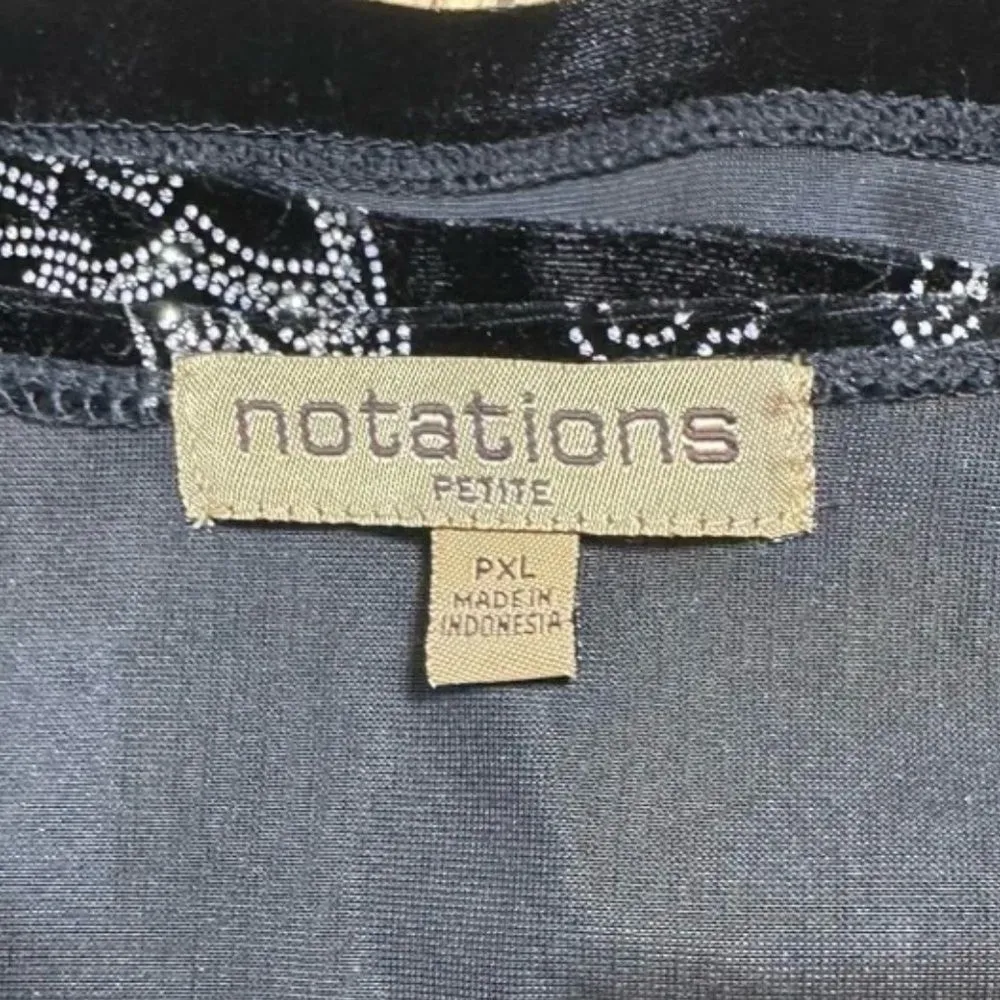 notations
PETITE
PXL
MADE IN
INDONESIA